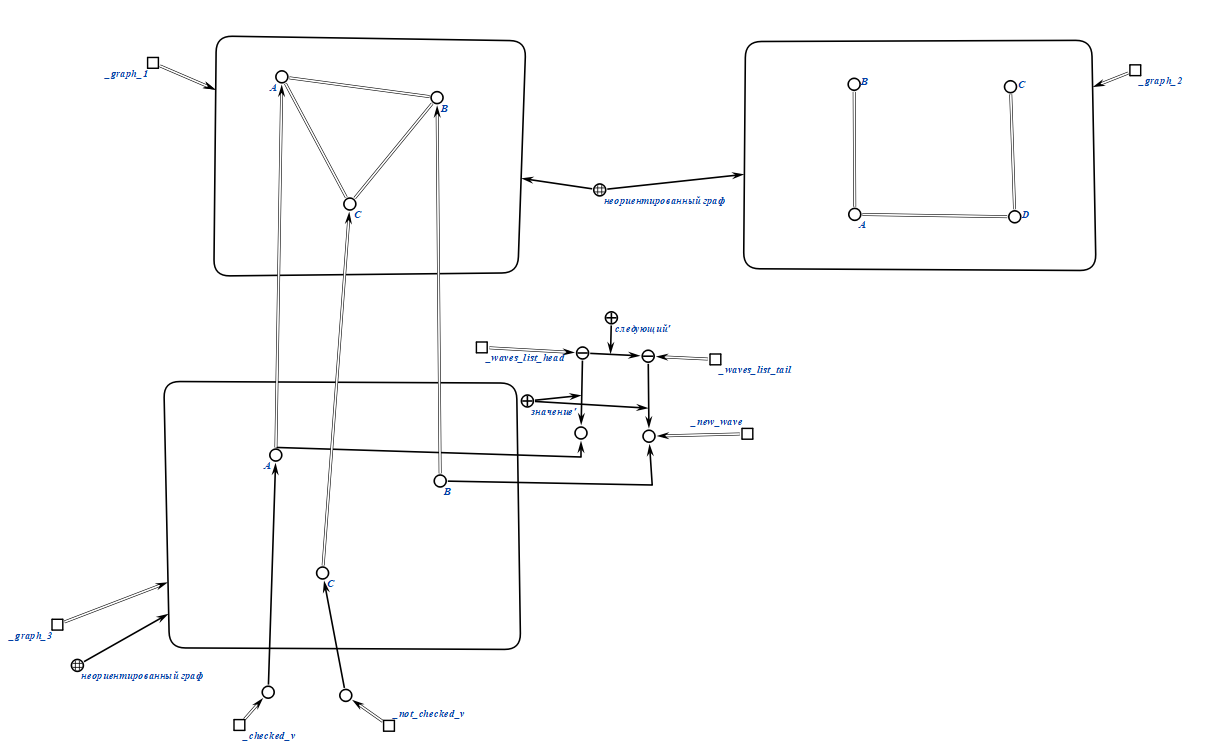 _graph_1
A
B
C
неориентированный граф
B
C
A
D
_graph_2
следующий'
_waves_list_head
_waves_list_tail
значение'
_new_wave
A
B
C
_graph_3
неориентированный граф
_checked_v
_not_checked_v